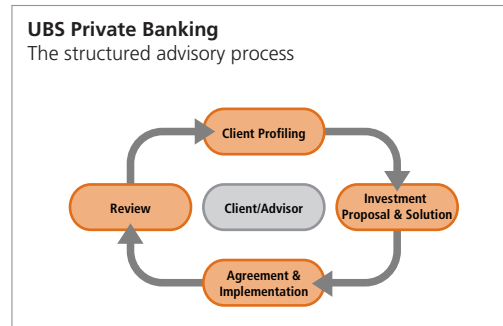 UBS Private Banking
The structured advisory process
Client Profiling
Review
Client/Advisor
Investment
Proposal & Solution
Agreement &
Implementation